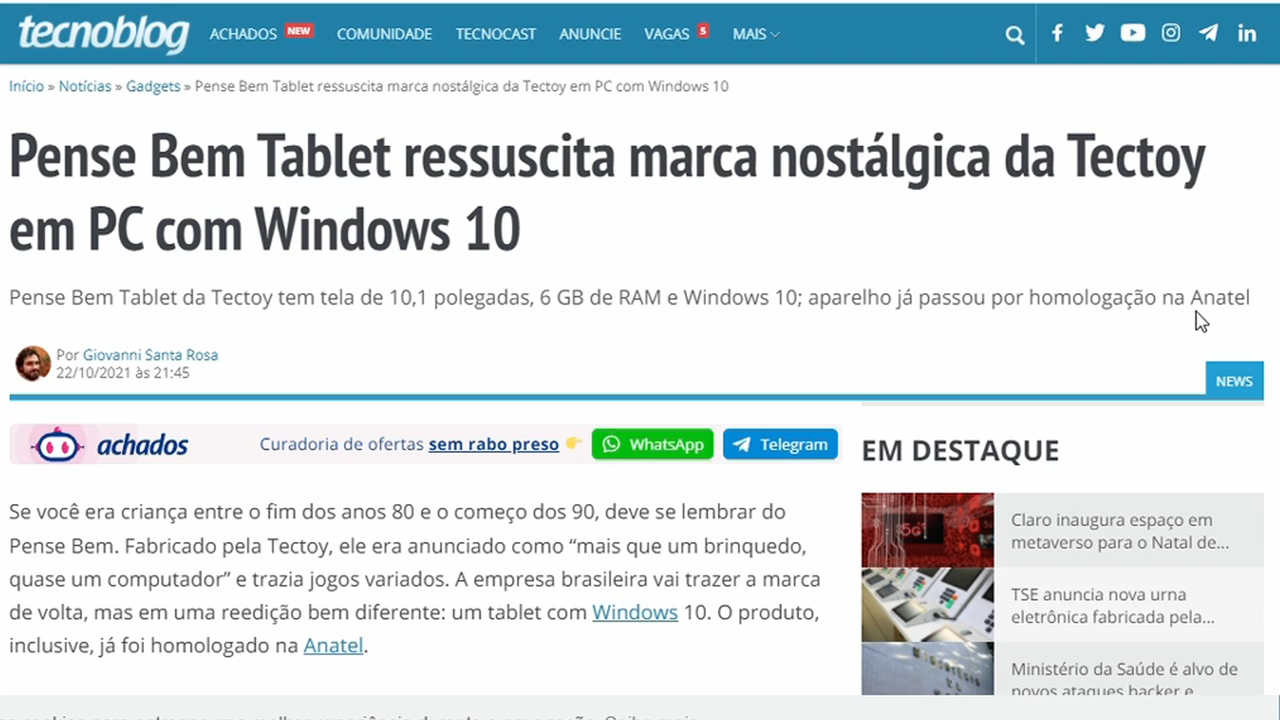 tecnoblog ACHADOS NEW COMUNIDADE TECNOCAST ANUNCIE VAGAS 5 MAIS
Início » Notícias » Gadgets » Pense Bem Tablet ressuscita marca nostálgica da Tectoy em PC com Windows 10
Pense Bem Tablet ressuscita marca nostálgica da Tectoy
em PC com Windows 10
Pense Bem Tablet da Tectoy tem tela de 10,1 polegadas, 6 GB de RAM e Windows 10; aparelho já passou por homologação na Anatel
Por Giovanni Santa Rosa
22/10/2021 às 21:45
NEWS
achados Curadoria de ofertas sem rabo preso WhatsApp Telegram
Se você era criança entre o fim dos anos 80 e o começo dos 90, deve se lembrar do
Pense Bem. Fabricado pela Tectoy, ele era anunciado como “mais que um brinquedo,
quase um computador” e trazia jogos variados. A empresa brasileira vai trazer a marca
de volta, mas em uma reedição bem diferente: um tablet com Windows 10. O produto,
inclusive, já foi homologado na Anatel.
EM DESTAQUE
5G
Claro inaugura espaço em
metaverso para o Natal de...
TSE anuncia nova urna
eletrônica fabricada pela...
Ministério da Saúde é alvo de
novos ataques hacker e